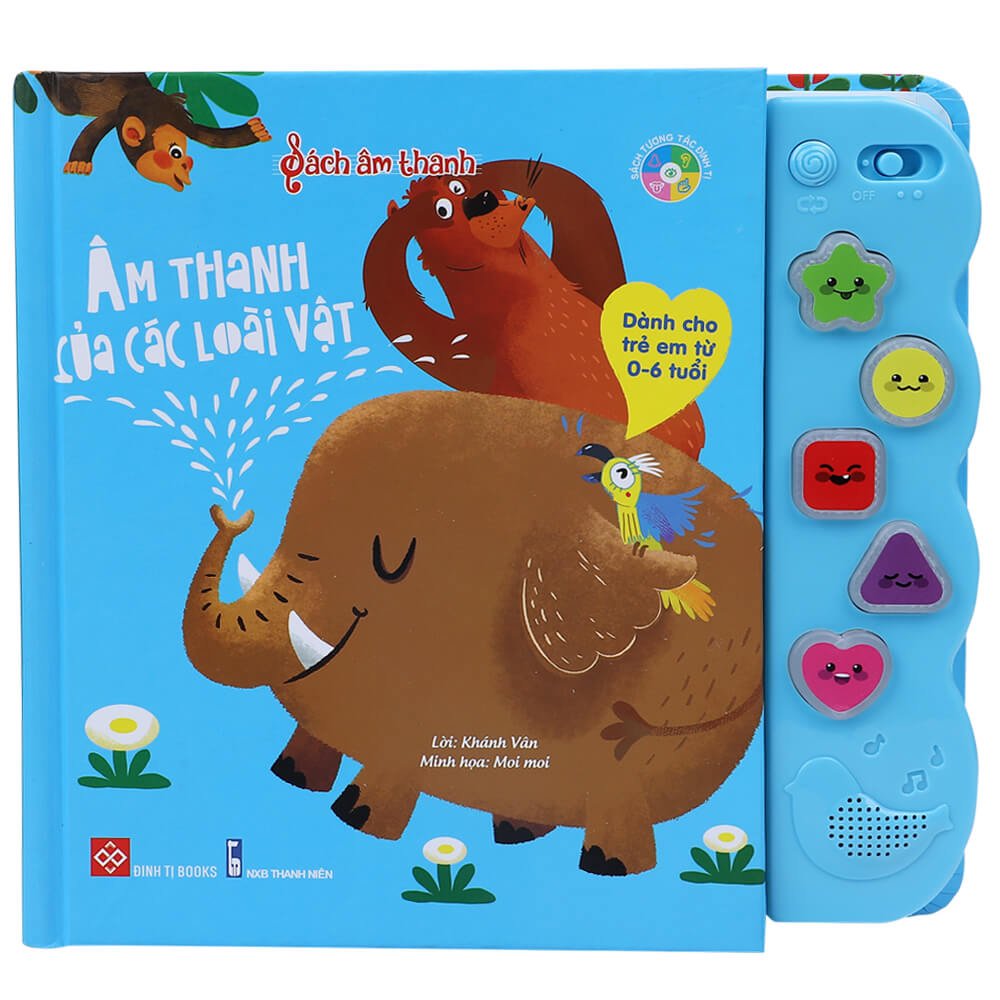 Sách âm thanh
SÁCH TƯƠNG TÁC ĐINH TỊ
ÂM THANH
CỦA CÁC LOÀI VẬT
OFF
Dành cho
trẻ em từ
0-6 tuổi
Lời: Khánh Vân
Minh họa: Moi moi
ĐINH TỊ BOOKS
NXB THANH NIÊN